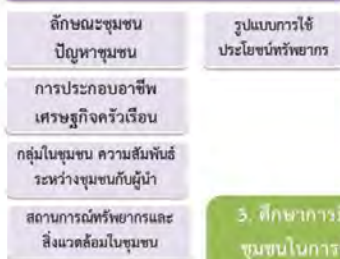 ลักษณะชุมชน
ปัญหาชุมชน
รูปแบบการใช้
ประโยชน์ทรัพยากร
การประกอบอาชีพ
เศรษฐกิจครัวเรือน
กลุ่มในชุมชน ความสัมพันธ์
ระหว่างชุมชนกับผู้นำ
สถานการณ์ทรัพยากรและ
สิ่งแวดล้อมในชุมชน
3. ศึกษาการ
ชุมชนในการ